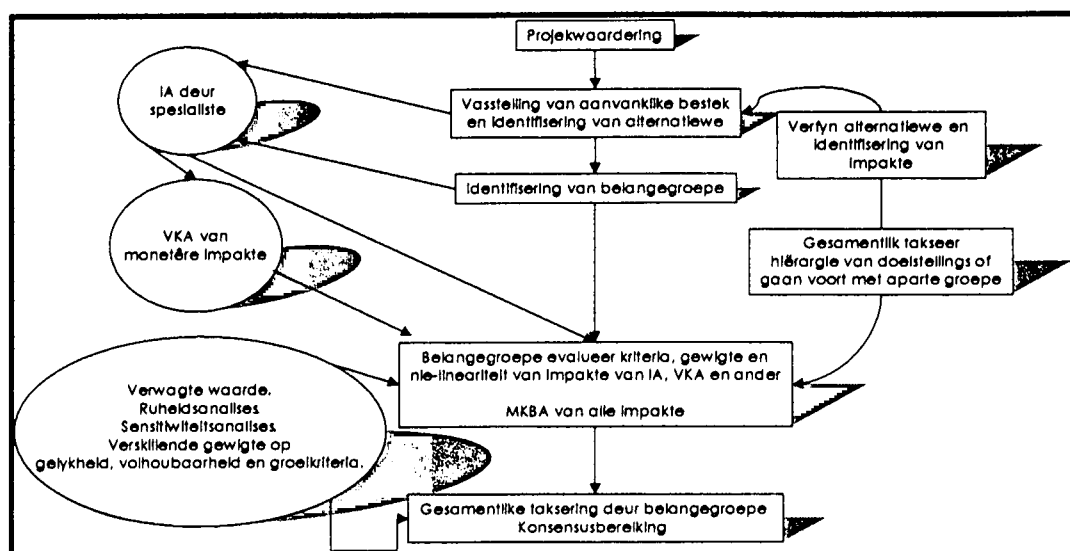 Projekwaardering
IA deur
spesialiste
Vasstelling van aanvanklike bestek
en identifisering van alternatiewe
Verfyn alternatiewe en
identifisering van
impakte
Identifisering van belangegroepe
VKA van
monetêre impakte
Gesamentlik takseer
hiërargie van doelstellings of
gaan voort met aparte groepe
Belangegroepe evalueer kriteria, gewigte en
nie-lineariteit van impakte van IA, VKA en ander
MKBA van alle impakte
Verwagte waarde.
Ruheidsanalises.
Sensitiwiteitsanalises.
Verskillende gewigte op
gelykheid, volhoubaarheid en groeikriteria.
Gesamentlike taksering deur belangegroepe
Konsensusbereiking